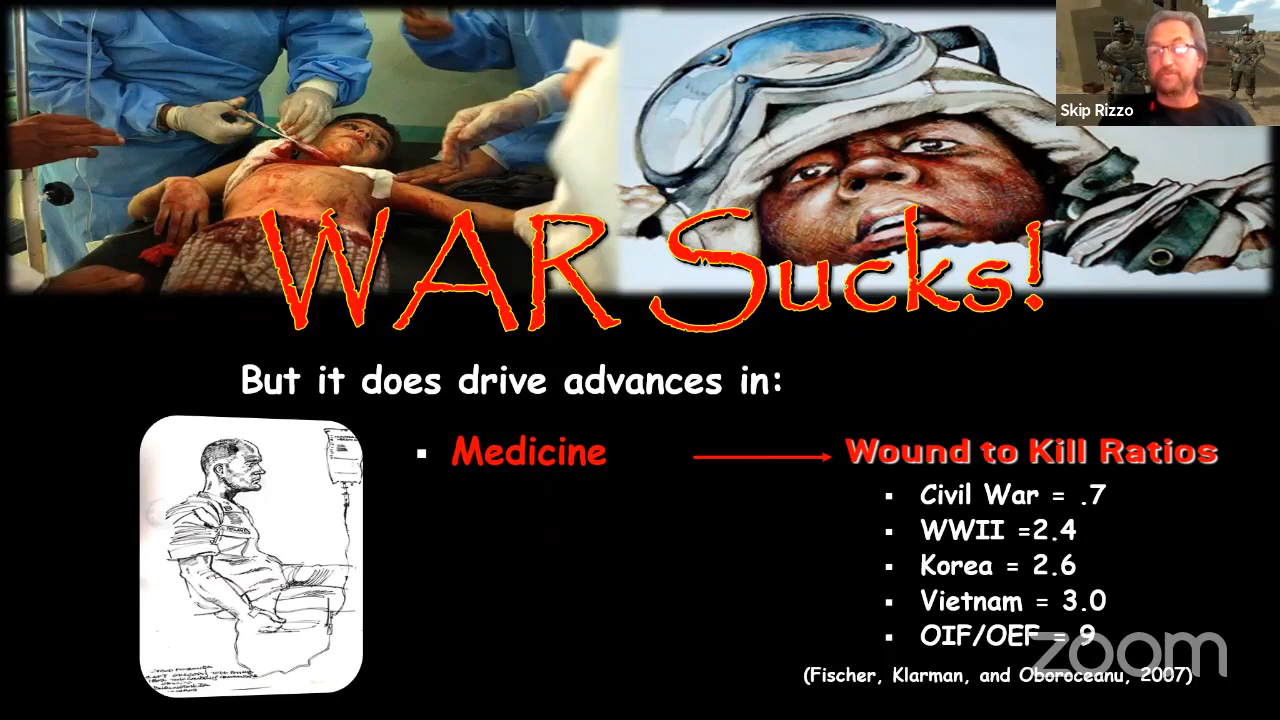 Skip Rizzo
WAR Sucks!
But it does drive advances in:
▪ Medicine
Wound to Kill Ratios
▪ Civil War = .7
▪ WWII =2.4
▪ Korea = 2.6
▪ Vietnam = 3.0
▪ OIF/OEF = 9
(Fischer, Klarman, and Oboroceanu, 2007)
zoom